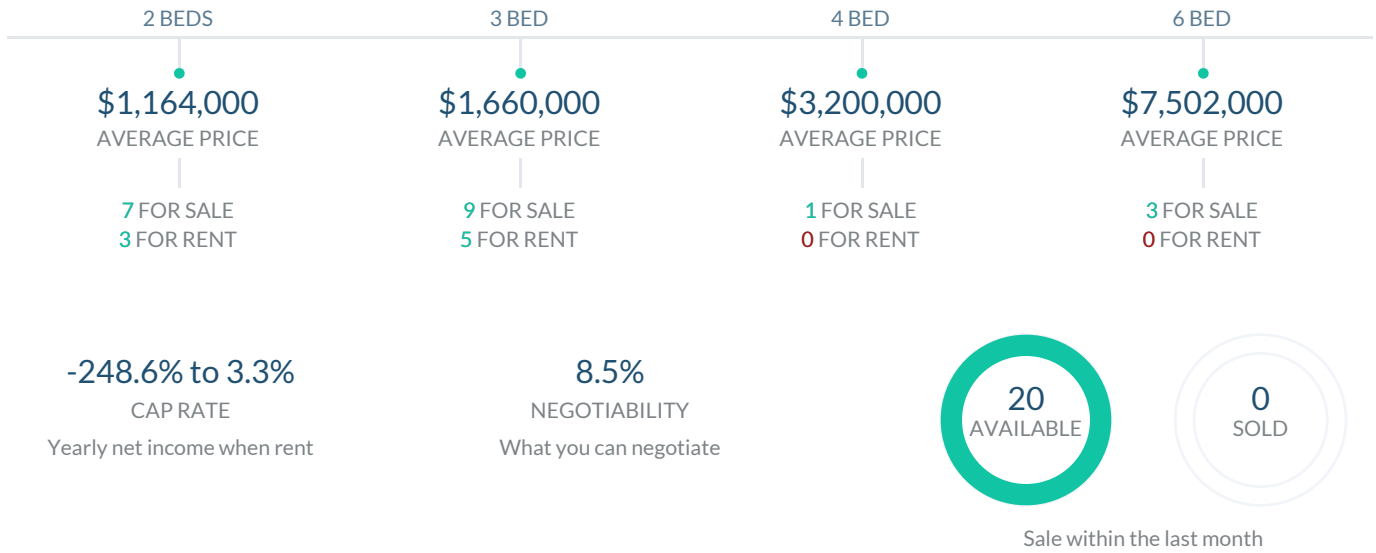 2 BEDS
$1,164,000
AVERAGE PRICE
7 FOR SALE
3 FOR RENT
3 BED
$1,660,000
AVERAGE PRICE
9 FOR SALE
5 FOR RENT
4 BED
$3,200,000
AVERAGE PRICE
1 FOR SALE
0 FOR RENT
6 BED
$7,502,000
AVERAGE PRICE
3 FOR SALE
0 FOR RENT
-248.6% to 3.3%
CAP RATE
Yearly net income when rent
8.5%
NEGOTIABILITY
What you can negotiate
20
AVAILABLE
0
SOLD
Sale within the last month